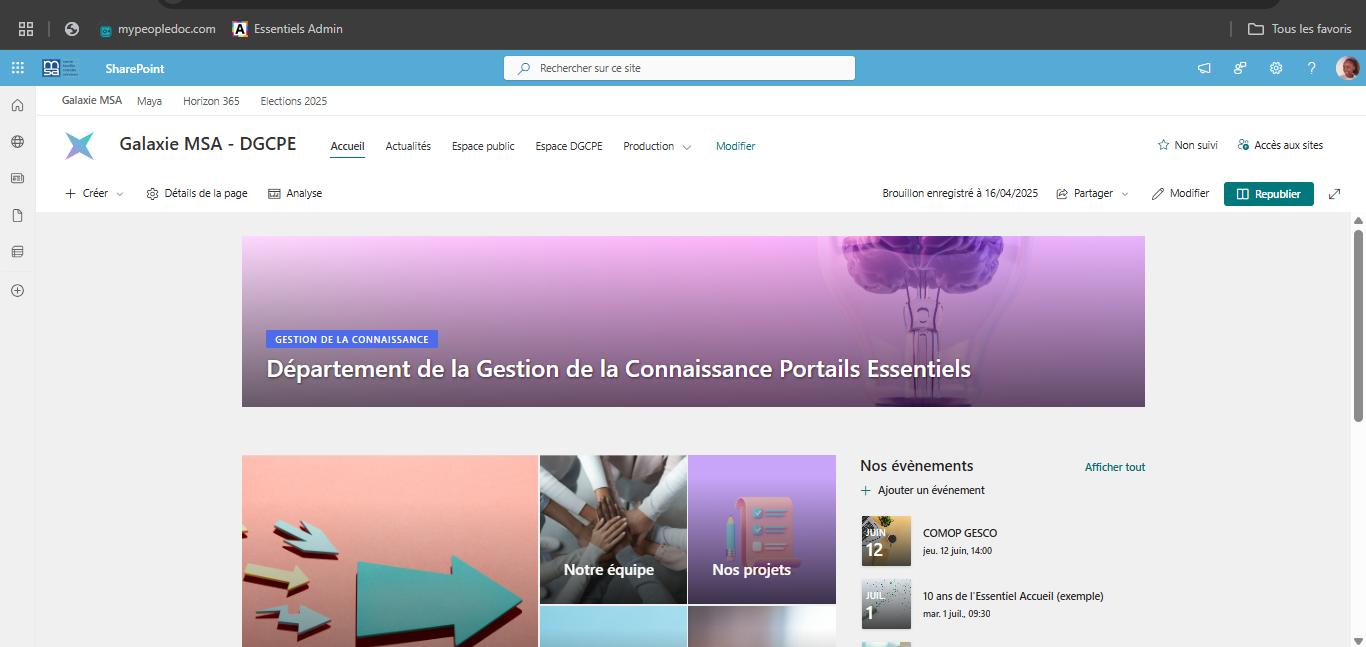 mypeopledoc.com
A Essentiels Admin
Tous les favoris
msa
SharePoint
Rechercher sur ce site
?
Galaxie MSA Maya Horizon 365 Elections 2025
Galaxie MSA - DGCPE
Accueil Actualités Espace public Espace DGCPE Production Modifier
Non suivi Accès aux sites
Créer Détails de la page Analyse
Brouillon enregistré à 16/04/2025 Partager Modifier Republier
GESTION DE LA CONNAISSANCE
Département de la Gestion de la Connaissance Portails Essentiels
Notre équipe
Nos projets
Nos évènements
Afficher tout
Ajouter un événement
JUIN
12
COMOP GESCO
jeu. 12 juin, 14:00
JUIL.
1
10 ans de l'Essentiel Accueil (exemple)
mar. 1 juil., 09:30